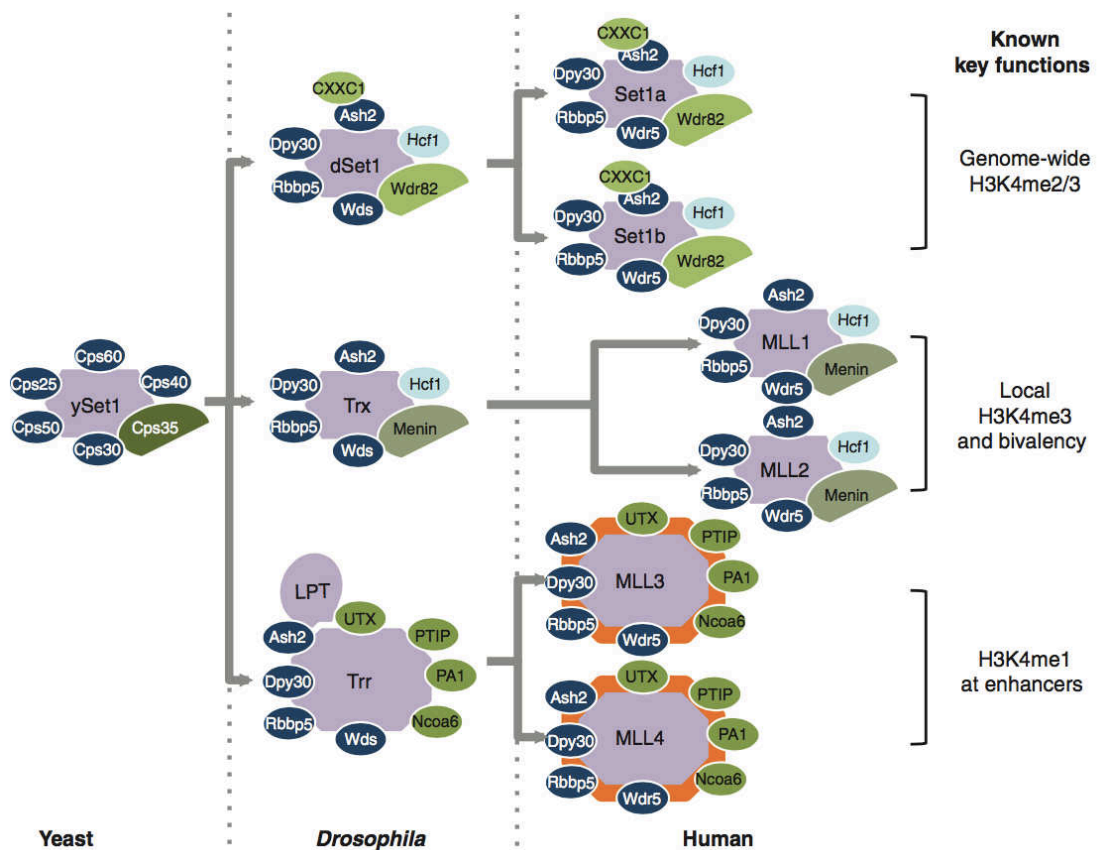 Known
key functions
CXXC1
Ash2
Dpy30
Hcf1
dSet1
Rbbp5
Wdr82
Wds
CXXC1
Ash2
Dpy30
Hcf1
Set1a
Rbbp5
Wdr82
Wdr5
CXXC1
Ash2
Dpy30
Hcf1
Set1b
Rbbp5
Wdr82
Wdr5
Genome-wide
H3K4me2/3
Cps60
Cps25
Cps40
ySet1
Cps50
Cps35
Cps30
Ash2
Dpy30
Hcf1
Trx
Rbbp5
Menin
Wds
Ash2
Dpy30
Hcf1
MLL1
Rbbp5
Menin
Wdr5
Ash2
Dpy30
Hcf1
MLL2
Rbbp5
Menin
Wdr5
Local
H3K4me3
and bivalency
LPT
UTX
Ash2
PTIP
Dpy30
Trr
PA1
Rbbp5
Ncoa6
Wds
UTX
Ash2
PTIP
Dpy30
MLL3
PA1
Rbbp5
Ncoa6
Wdr5
UTX
Ash2
PTIP
Dpy30
MLL4
PA1
Rbbp5
Ncoa6
Wdr5
H3K4me1
at enhancers
Yeast
Drosophila
Human